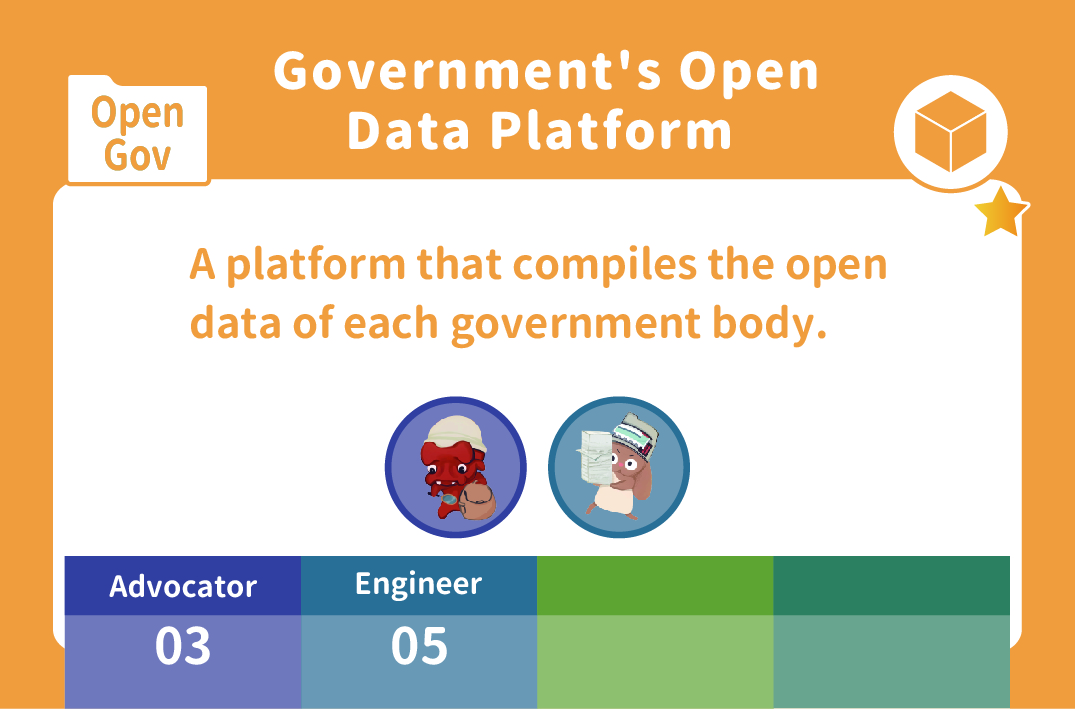 Government's Open
Data Platform
Open
Gov
A platform that compiles the open
data of each government body.
Advocator
Engineer
03
05